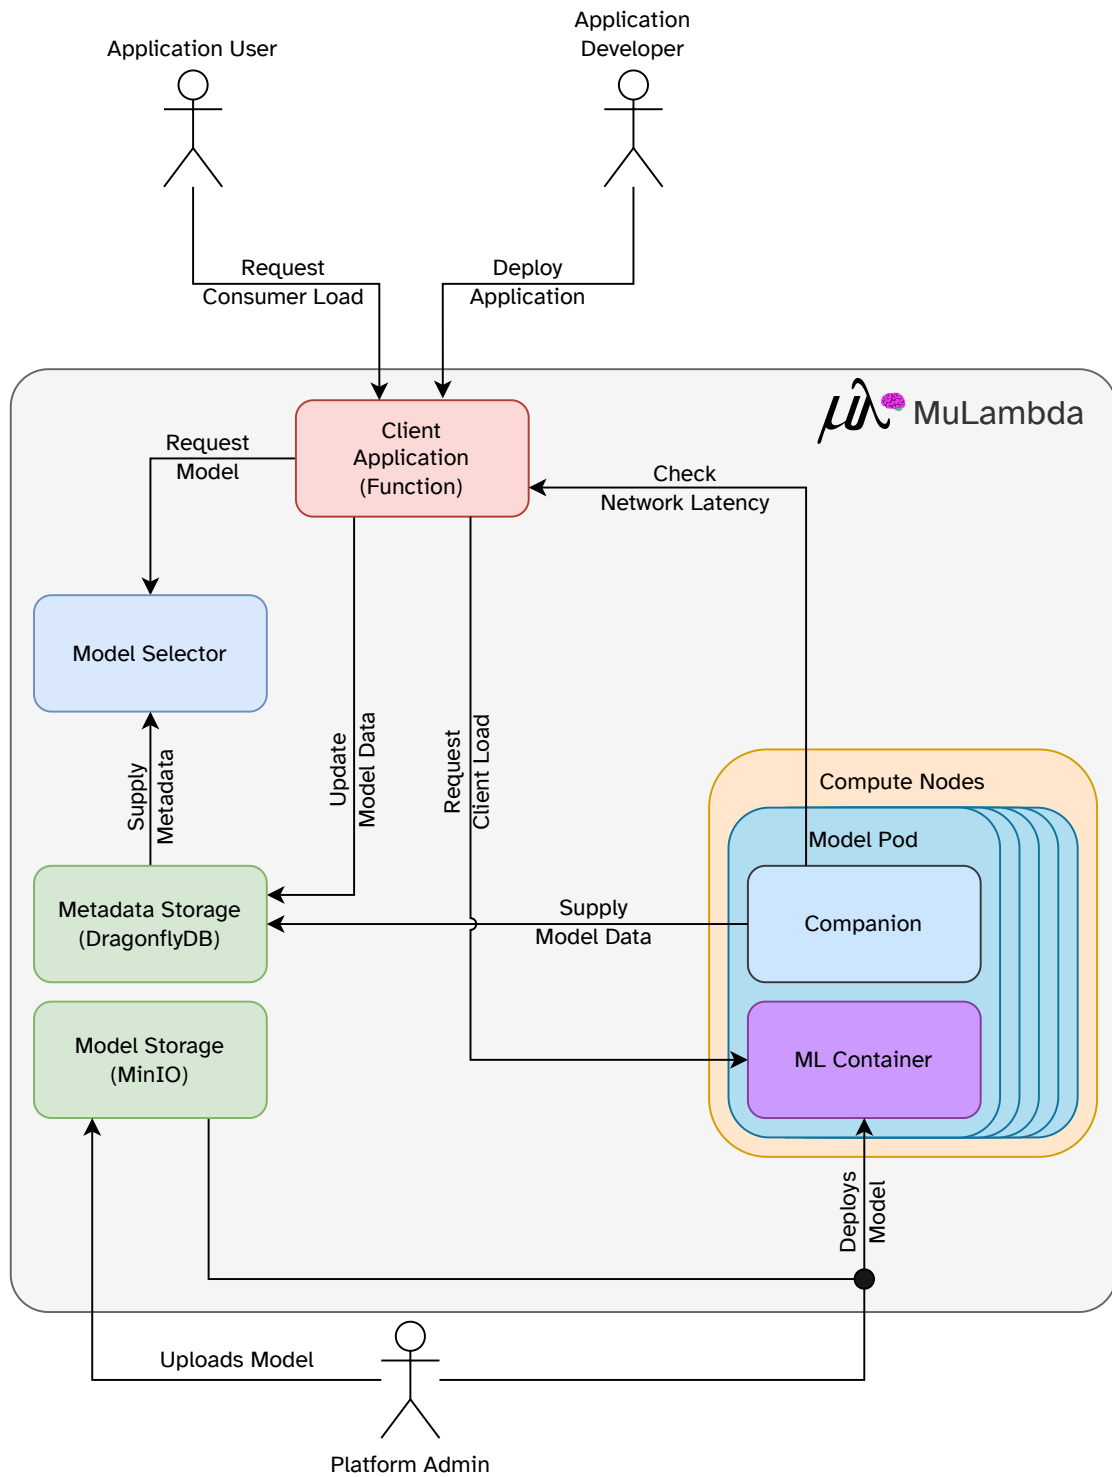 Application User
Application
Developer
Request
Consumer Load
Deploy
Application
μλ MuLambda
Client
Application
(Function)
Request
Model
Check
Network Latency
Model Selector
Supply
Metadata
Update
Model Data
Request
Client Load
Compute Nodes
Model Pod
Metadata Storage
(DragonflyDB)
Supply
Model Data
Companion
Model Storage
(MinIO)
ML Container
Deploys
Model
Uploads Model
Platform Admin